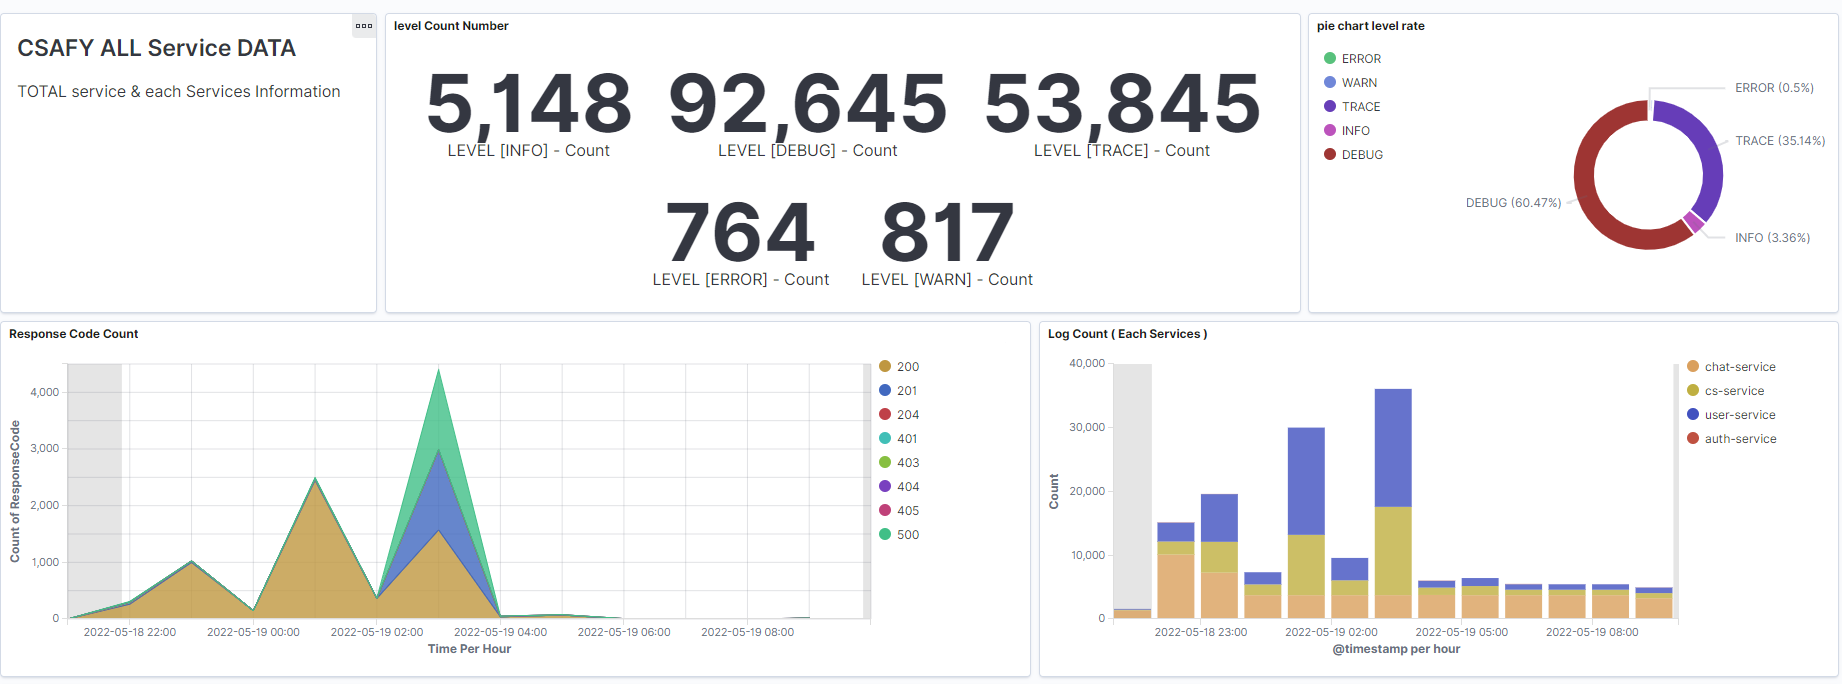 CSAFY ALL Service DATA
TOTAL service & each Services Information
level Count Number
5,148
LEVEL [INFO] - Count
92,645
LEVEL [DEBUG] - Count
53,845
LEVEL [TRACE] - Count
764
LEVEL [ERROR] - Count
817
LEVEL [WARN] - Count
pie chart level rate
ERROR
WARN
TRACE
INFO
DEBUG
ERROR (0.5%)
TRACE (35.14%)
DEBUG (60.47%)
INFO (3.36%)
Response Code Count
Count of ResponseCode
4,000
3,000
2,000
1,000
0
2022-05-18 22:00
2022-05-19 00:00
2022-05-19 02:00
2022-05-19 04:00
2022-05-19 06:00
2022-05-19 08:00
Time Per Hour
200
201
204
401
403
404
405
500
Log Count ( Each Services )
Count
40,000
30,000
20,000
10,000
0
2022-05-18 23:00
2022-05-19 02:00
2022-05-19 05:00
2022-05-19 08:00
@timestamp per hour
chat-service
cs-service
user-service
auth-service